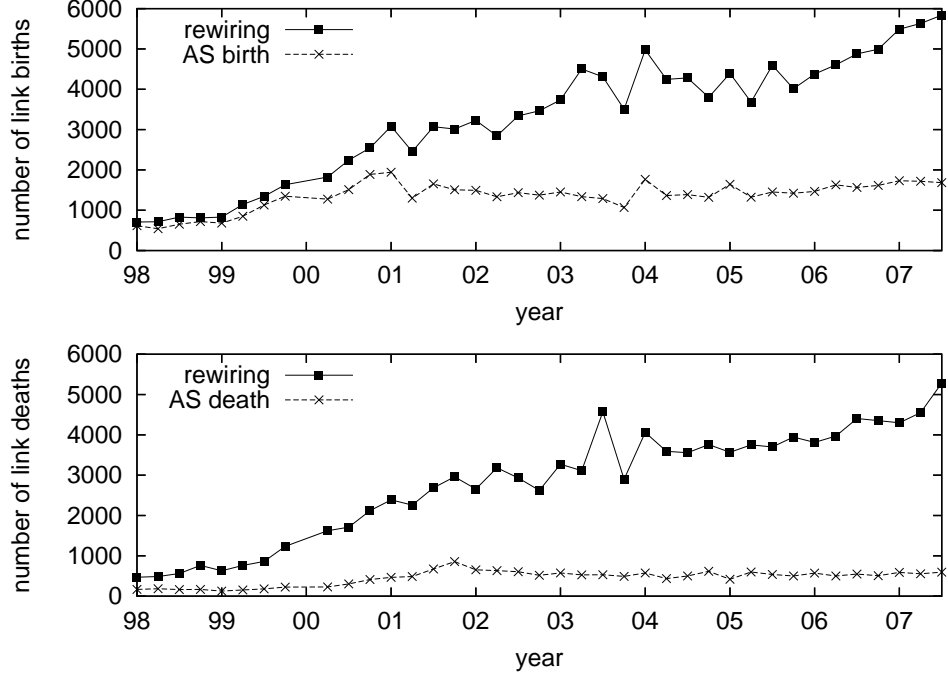 number of link births
6000
5000
4000
3000
2000
1000
0
rewiring
AS birth
98 99 00 01 02 03 04 05 06 07
year
number of link deaths
6000
5000
4000
3000
2000
1000
0
rewiring
AS death
98 99 00 01 02 03 04 05 06 07
year